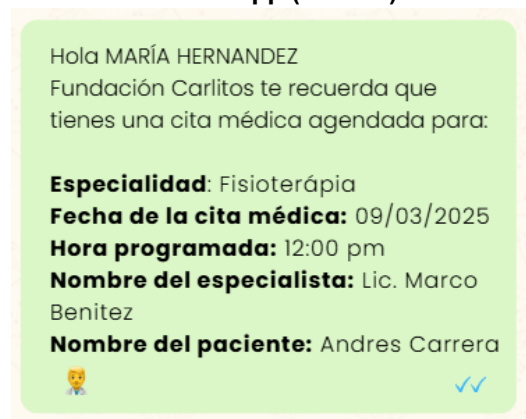 Hola MARÍA HERNANDEZ
Fundación Carlitos te recuerda que
tienes una cita médica agendada para:
Especialidad: Fisioterápia
Fecha de la cita médica: 09/03/2025
Hora programada: 12:00 pm
Nombre del especialista: Lic. Marco
Benitez
Nombre del paciente: Andres Carrera